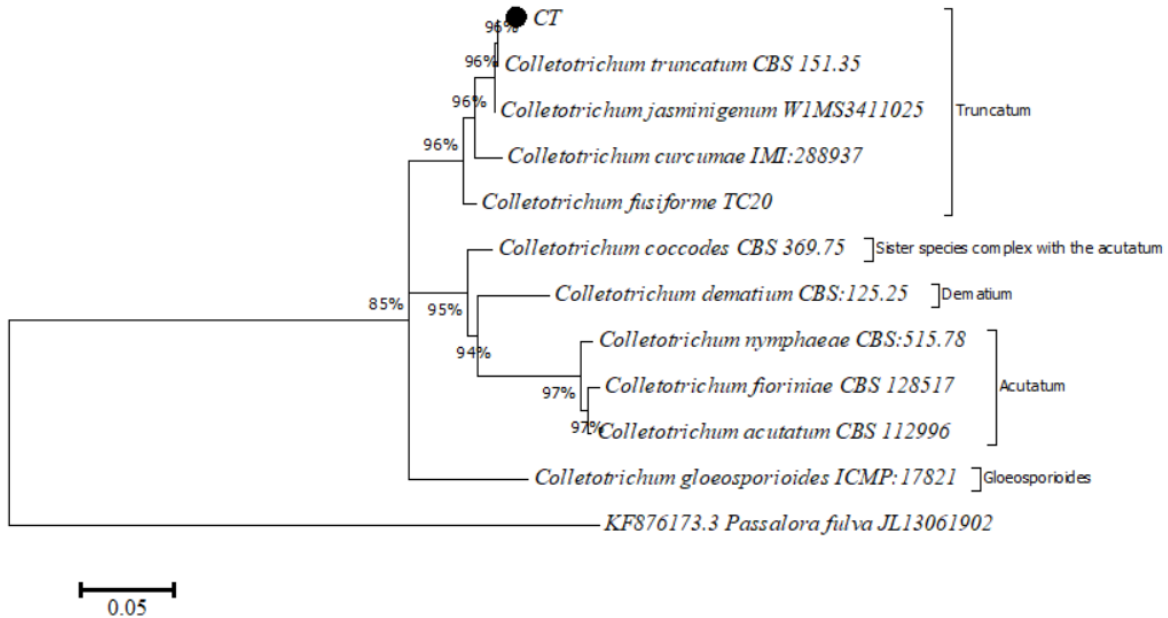 96%
CT
96%
Colletotrichum truncatum CBS 151.35
96%
Colletotrichum jasminigenum W1MS3411025
Truncatum
96%
Colletotrichum curcumae IMI:288937
Colletotrichum fusiforme TC20
Colletotrichum coccodes CBS 369.75
Sister species complex with the acutatum
85%
95%
Colletotrichum dematium CBS:125.25
Dematium
94%
Colletotrichum nymphaeae CBS:515.78
97%
Colletotrichum fioriniae CBS 128517
Acutatum
97%
Colletotrichum acutatum CBS 112996
Colletotrichum gloeosporioides ICMP:17821
Gloeosporioides
KF876173.3 Passalora fulva JL13061902
0.05